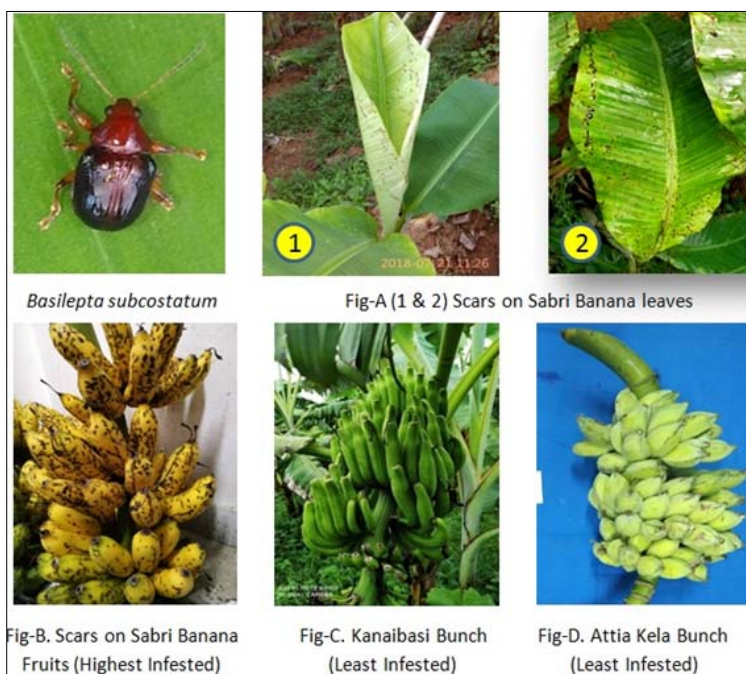 1
2018-07-21 11:26
2
Basilepta subcostatum
Fig-A (1 & 2) Scars on Sabri Banana leaves
Fig-B. Scars on Sabri Banana
Fruits (Highest Infested)
Fig-C. Kanaibasi Bunch
(Least Infested)
Fig-D. Attia Kela Bunch
(Least Infested)